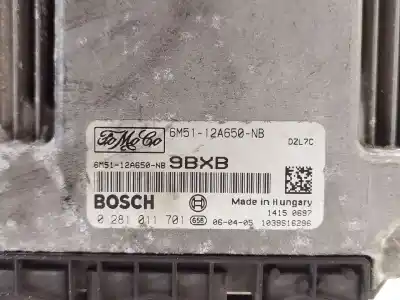 FoMoCo 6M51-12A650-NB DZL7C
6M51-12A650-NB 9BXB
BOSCH Made in Hungary
1415 0697
0 281 011 701 656 06-04-05 1039S16296